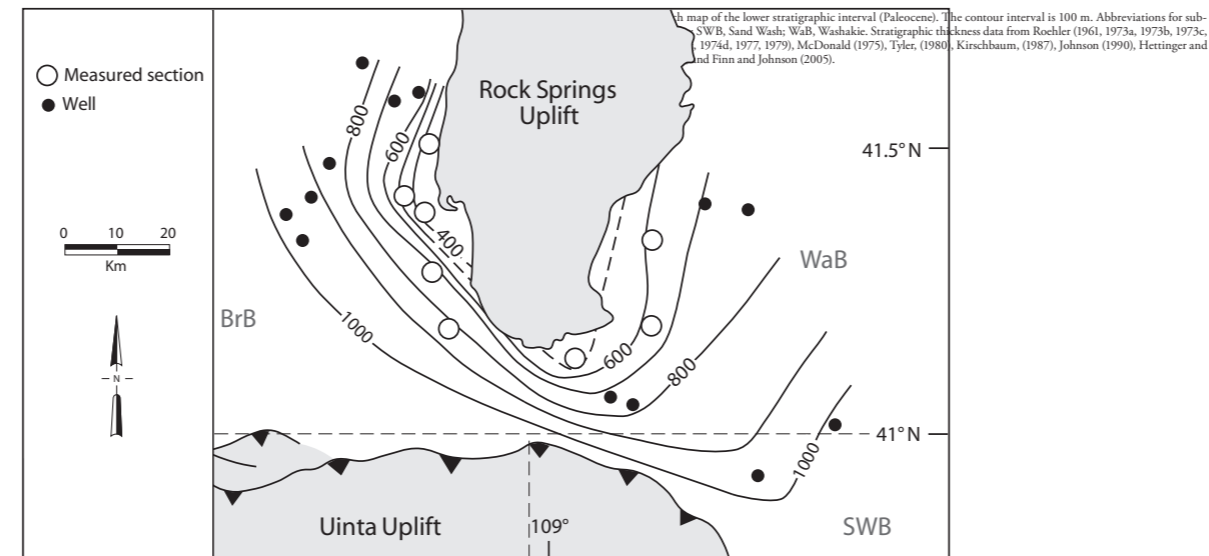 h map of the lower stratigraphic interval (Paleocene). The contour interval is 100 m. Abbreviations for sub-
SWB, Sand Wash; WaB, Washakie. Stratigraphic thickness data from Roehler (1961, 1973a, 1973b, 1973c,
, 1974d, 1977, 1979), McDonald (1975), Tyler, (1980), Kirschbaum, (1987), Johnson (1990), Hettinger and
and Finn and Johnson (2005).
Measured section
Well
Rock Springs
Uplift
800
600
41.5° N
0 10 20
Km
400
WaB
BrB
1000
600
800
N
41° N
1000
Uinta Uplift
109°
SWB